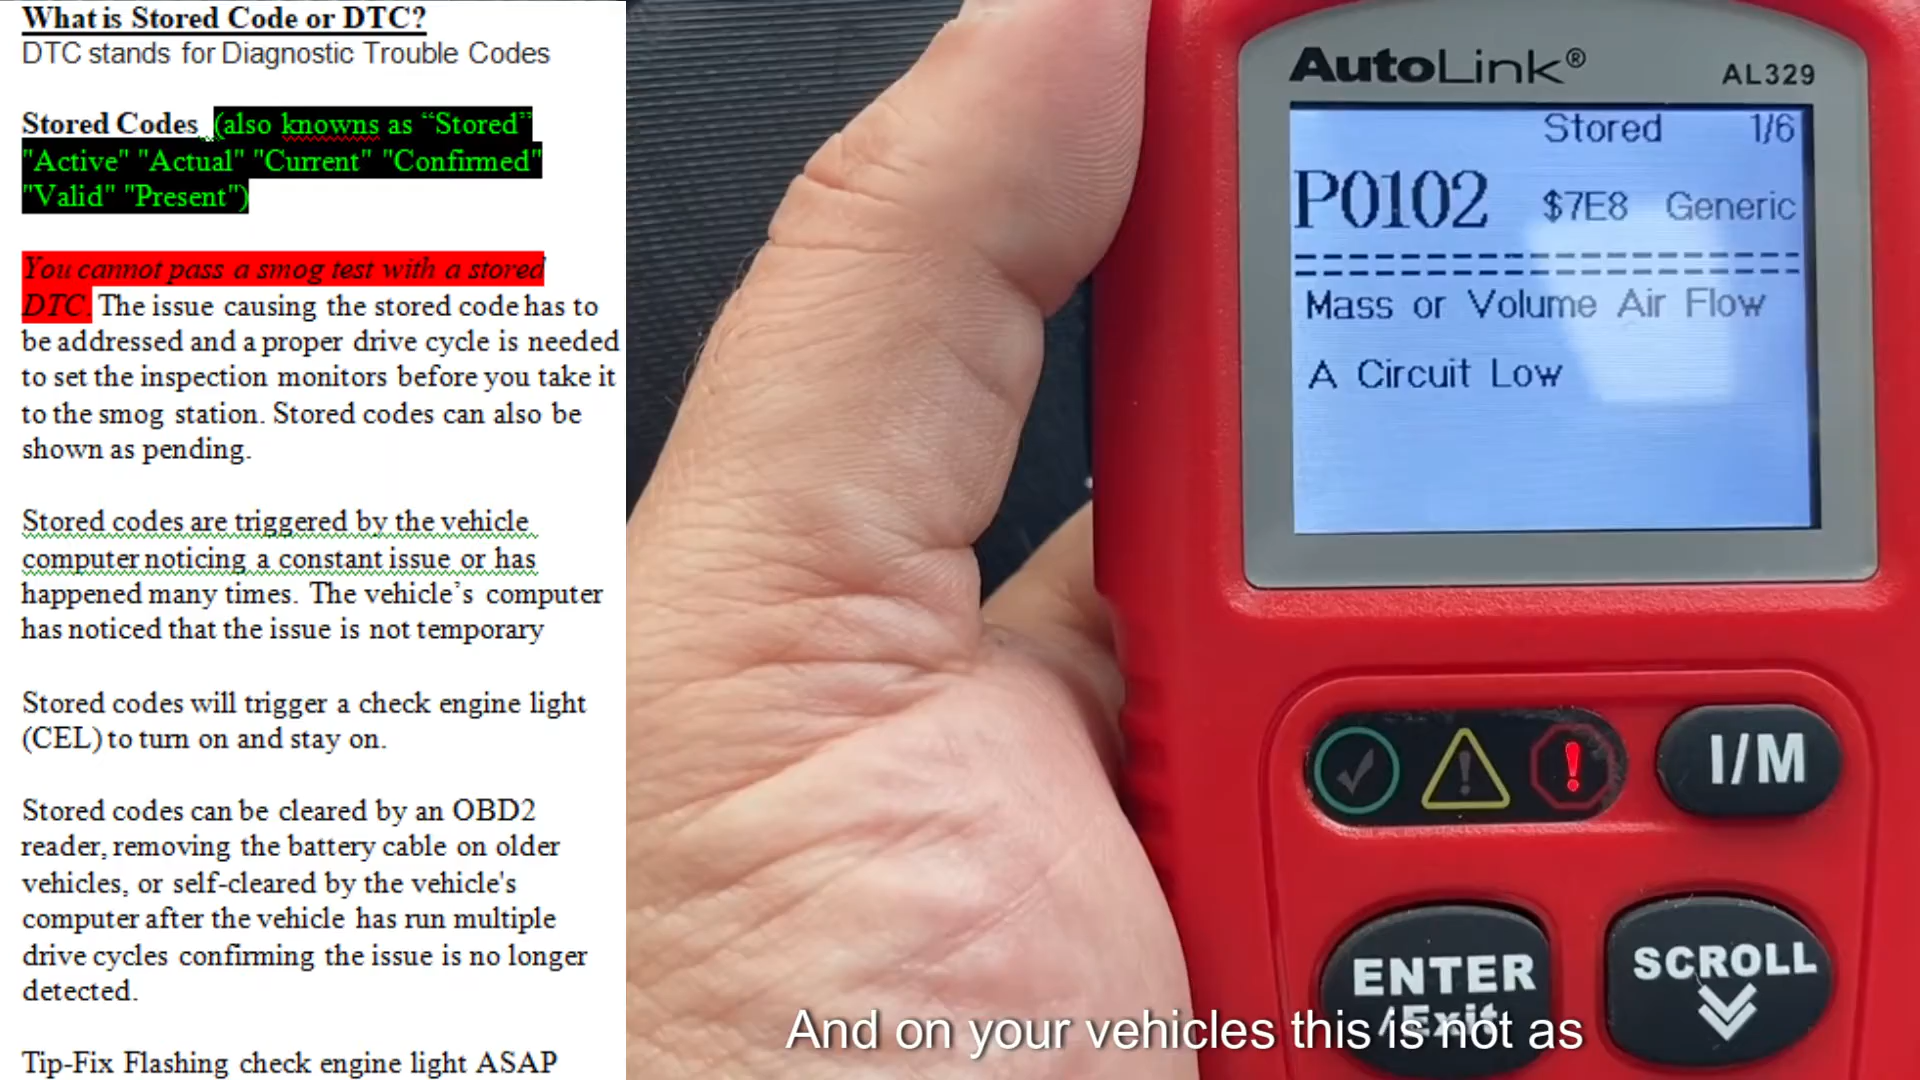 What is Stored Code or DTC?
DTC stands for Diagnostic Trouble Codes
Stored Codes (also knowns as “Stored”
"Active" "Actual" "Current" "Confirmed"
"Valid" "Present")
You cannot pass a smog test with a stored
DTC. The issue causing the stored code has to
be addressed and a proper drive cycle is needed
to set the inspection monitors before you take it
to the smog station. Stored codes can also be
shown as pending.
Stored codes are triggered by the vehicle
computer noticing a constant issue or has
happened many times. The vehicle’s computer
has noticed that the issue is not temporary
Stored codes will trigger a check engine light
(CEL) to turn on and stay on.
Stored codes can be cleared by an OBD2
reader, removing the battery cable on older
vehicles, or self-cleared by the vehicle's
computer after the vehicle has run multiple
drive cycles confirming the issue is no longer
detected.
Tip-Fix Flashing check engine light ASAP
AutoLink®
AL329
Stored 1/6
P0102 $7E8 Generic
Mass or Volume Air Flow
A Circuit Low
I/M
ENTER
/Exit
SCROLL
And on your vehicles this is not as